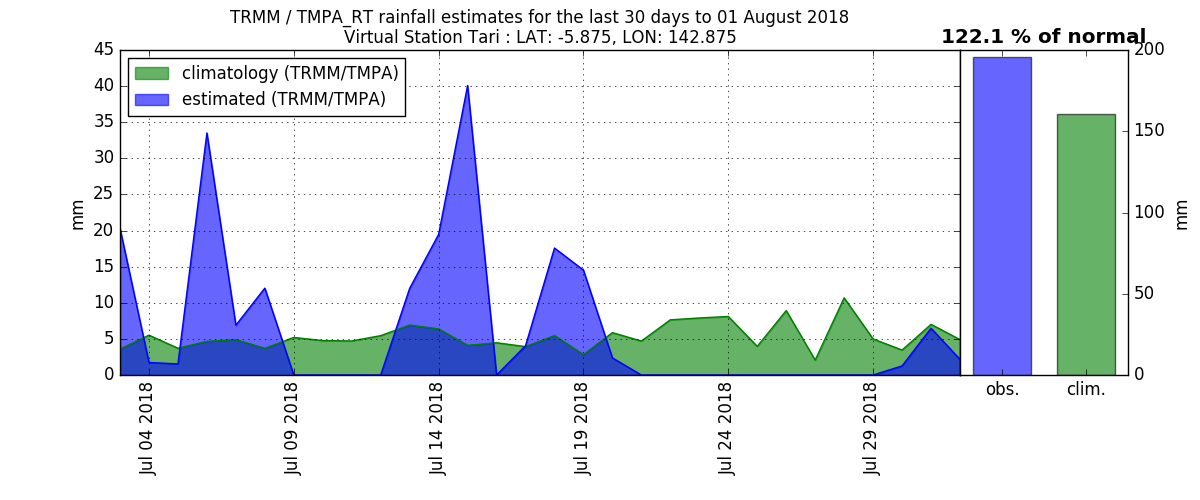 TRMM / TMPA_RT rainfall estimates for the last 30 days to 01 August 2018
Virtual Station Tari : LAT: -5.875, LON: 142.875
122.1 % of normal
climatology (TRMM/TMPA)
estimated (TRMM/TMPA)
45
40
35
30
25
20
15
10
5
0
mm
Jul 04 2018
Jul 09 2018
Jul 14 2018
Jul 19 2018
Jul 24 2018
Jul 29 2018
obs.
clim.
200
150
100
50
0
mm